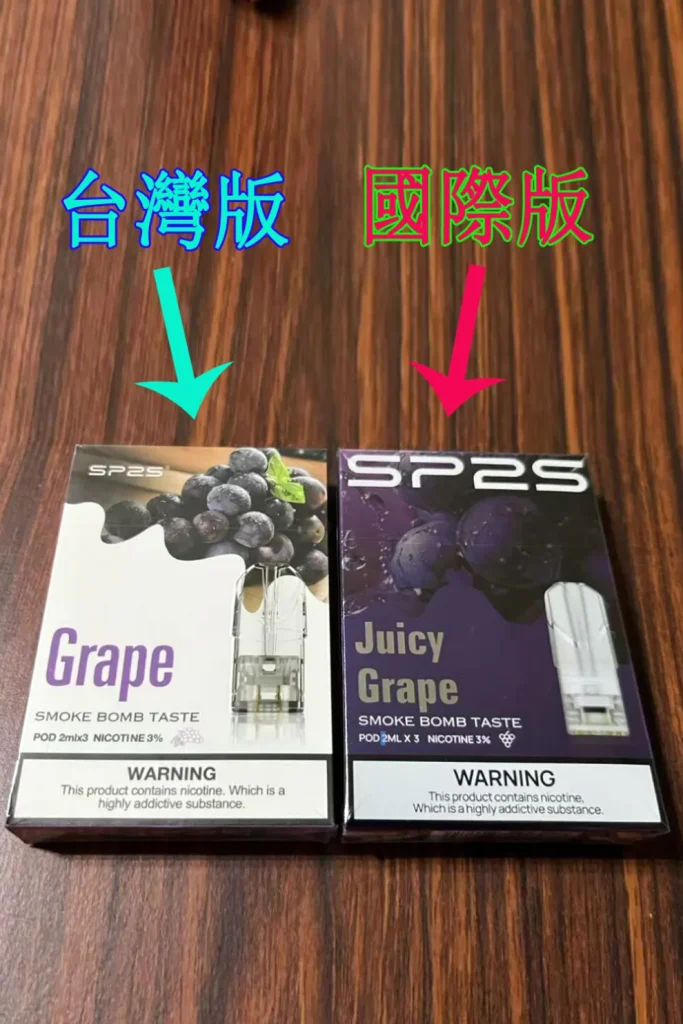 台灣版
國際版
SP2S
Grape
SMOKE BOMB TASTE
POD 2mlx3 NICOTINE 3%
WARNING
This product contains nicotine. Which is a
highly addictive substance.
SP2S
Juicy
Grape
SMOKE BOMB TASTE
POD 2ML X 3 NICOTINE 3%
WARNING
This product contains nicotine,
Which is a highly addictive substance.